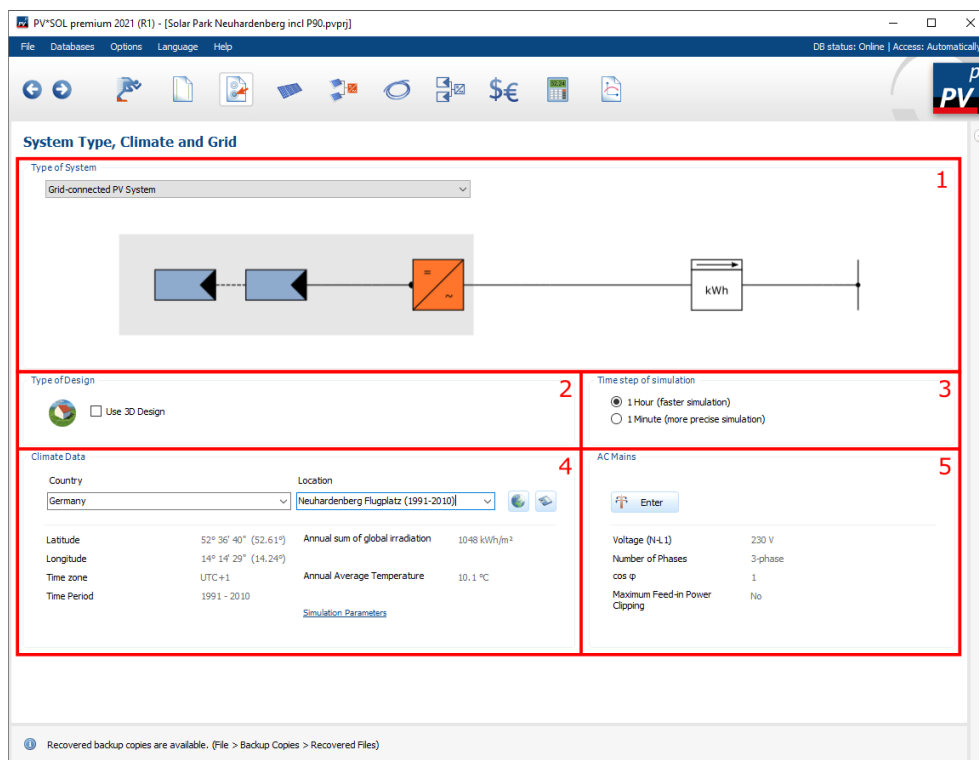 PV*SOL premium 2021 (R1) - [Solar Park Neuhardenberg incl P90.pvprj]
File Databases Options Language Help DB status: Online | Access: Automatically
$€
52:24
p
PV
System Type, Climate and Grid
Type of System
1
Grid-connected PV System
=
~
kWh
Type of Design
2
Use 3D Design
Time step of simulation
3
1 Hour (faster simulation)
1 Minute (more precise simulation)
Climate Data
4
Country Location
Germany Neuhardenberg Flugplatz (1991-2010)
Latitude 52° 36' 40" (52.61°) Annual sum of global irradiation 1048 kWh/m²
Longitude 14° 14' 29" (14.24°)
Time zone UTC+1 Annual Average Temperature 10.1 °C
Time Period 1991 - 2010
Simulation Parameters
AC Mains
5
Enter
Voltage (N-L1) 230 V
Number of Phases 3-phase
cos φ 1
Maximum Feed-in Power No
Clipping
Recovered backup copies are available. (File > Backup Copies > Recovered Files)